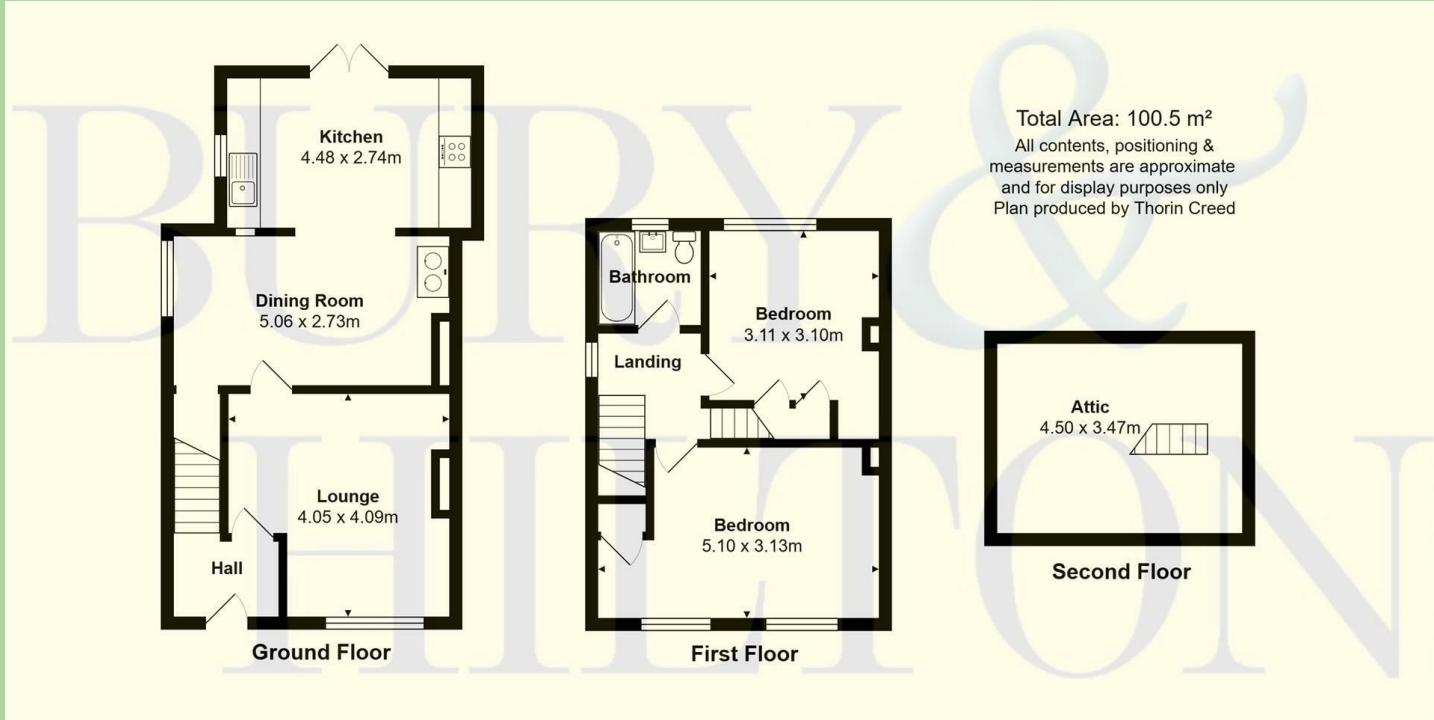 BURY &
HILTON
Kitchen
4.48 x 2.74m
Dining Room
5.06 x 2.73m
Lounge
4.05 x 4.09m
Hall
Ground Floor
Bathroom
Landing
Bedroom
3.11 x 3.10m
Bedroom
5.10 x 3.13m
First Floor
Total Area: 100.5 m²
All contents, positioning &
measurements are approximate
and for display purposes only
Plan produced by Thorin Creed
Attic
4.50 x 3.47m
Second Floor